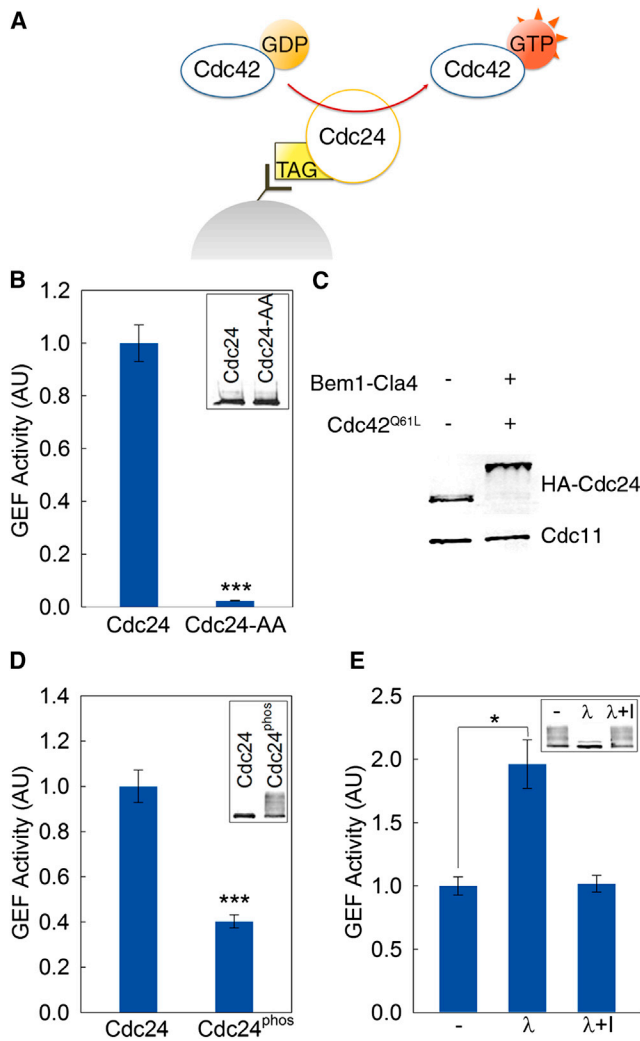 A
GDP
Cdc42
GTP
Cdc42
Cdc24
TAG
B
GEF Activity (AU)
1.2
1.0
0.8
0.6
0.4
0.2
0.0
Cdc24
Cdc24-AA
***
Cdc24 Cdc24-AA
C
Bem1-Cla4 - +
Cdc42Q61L - +
HA-Cdc24
Cdc11
D
GEF Activity (AU)
1.4
1.2
1.0
0.8
0.6
0.4
0.2
0.0
Cdc24
Cdc24phos
***
Cdc24 Cdc24phos
E
GEF Activity (AU)
2.5
2.0
1.5
1.0
0.5
0.0
*
- λ λ+I
- λ λ+I